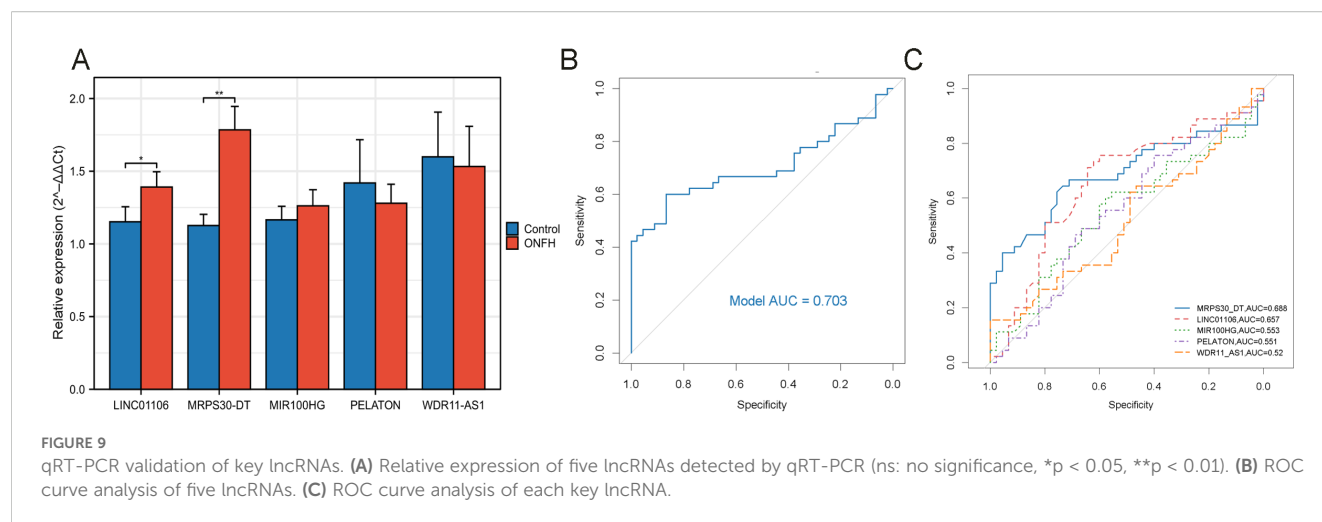 A
Relative expression (2^−ΔΔCt)
2.0
1.5
1.0
0.5
0.0
*
**
LINC01106 MRPS30-DT MIR100HG PELATON WDR11-AS1
Control
ONFH
B
Sensitivity
1.0
0.8
0.6
0.4
0.2
0.0
Model AUC = 0.703
1.0 0.8 0.6 0.4 0.2 0.0
Specificity
C
Sensitivity
1.0
0.8
0.6
0.4
0.2
0.0
MRPS30_DT,AUC=0.688
LINC01106,AUC=0.657
MIR100HG,AUC=0.553
PELATON,AUC=0.551
WDR11_AS1,AUC=0.52
1.0 0.8 0.6 0.4 0.2 0.0
Specificity
FIGURE 9
qRT-PCR validation of key lncRNAs. (A) Relative expression of five lncRNAs detected by qRT-PCR (ns: no significance, *p < 0.05, **p < 0.01). (B) ROC
curve analysis of five lncRNAs. (C) ROC curve analysis of each key lncRNA.